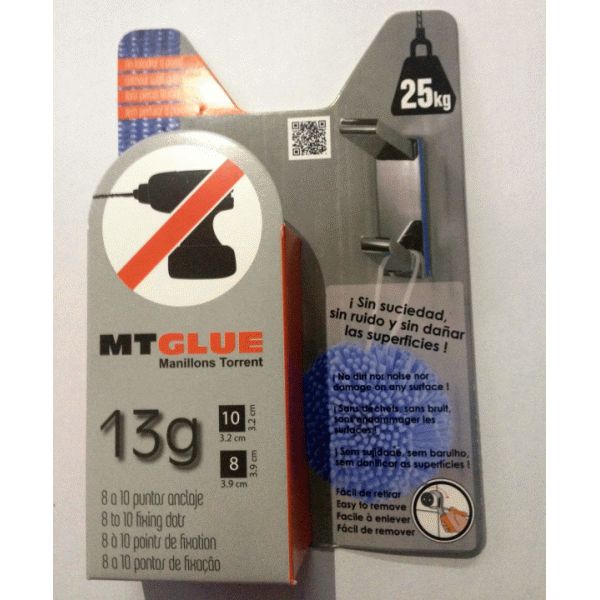 25kg
MTGLUE
Manillons Torrent
13g
10
3.2 cm
3.2 cm
8
3.9 cm
3.9 cm
8 a 10 puntos anclaje
8 to 10 fixing dots
8 à 10 points de fixation
8 a 10 pontos de fixação
¡ Sin suciedad,
sin ruido y sin dañar
las superficies !
¡ No dirt nor noise nor
damage on any surface !
¡ Sans déchets, sans bruit,
sans endommager les
surfaces !
¡ Sem sujidade, sem barulho,
sem danificar as superfícies !
Fácil de retirar
Easy to remove
Facile à enlever
Fácil de remover